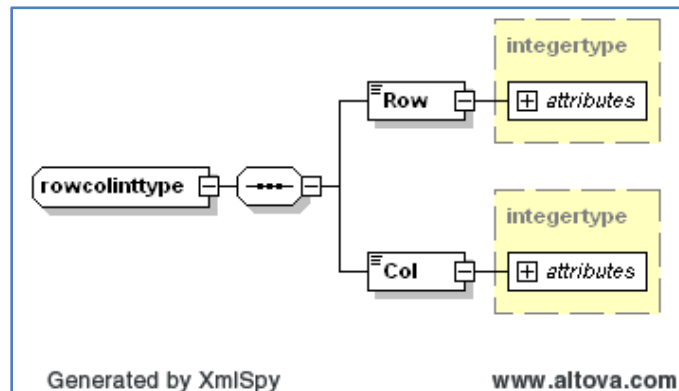 integertype
Row
attributes
rowcolinttype
integertype
Col
attributes
Generated by XmlSpy
www.altova.com